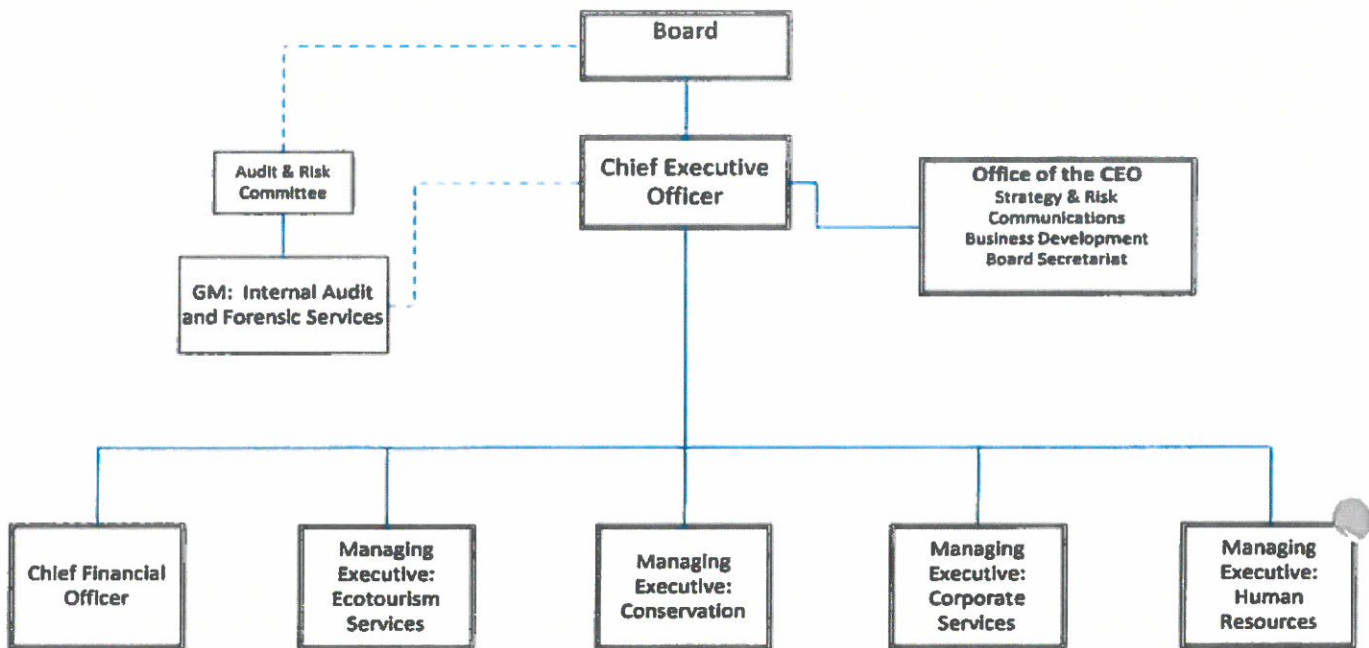 Board
Chief Executive
Officer
Audit & Risk
Committee
Office of the CEO
Strategy & Risk
Communications
Business Development
Board Secretariat
GM: Internal Audit
and Forensic Services
Chief Financial
Officer
Managing
Executive:
Ecotourism
Services
Managing
Executive:
Conservation
Managing
Executive:
Corporate
Services
Managing
Executive:
Human
Resources